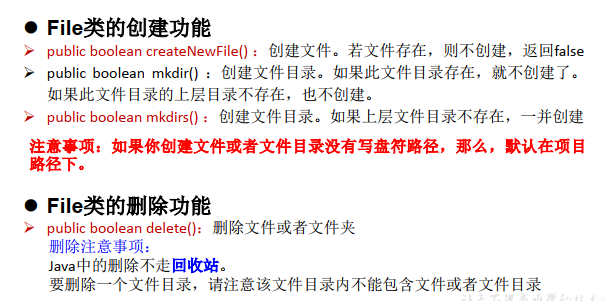 ● File类的创建功能
➢ public boolean createNewFile() ：创建文件。若文件存在，则不创建，返回false
➢ public boolean mkdir() ：创建文件目录。如果此文件目录存在，就不创建了。
如果此文件目录的上层目录不存在，也不创建。
➢ public boolean mkdirs() ：创建文件目录。如果上层文件目录不存在，一并创建
注意事项：如果你创建文件或者文件目录没有写盘符路径，那么，默认在项目
路径下。
● File类的删除功能
➢ public boolean delete()：删除文件或者文件夹
删除注意事项：
Java中的删除不走回收站。
要删除一个文件目录，请注意该文件目录内不能包含文件或者文件目录